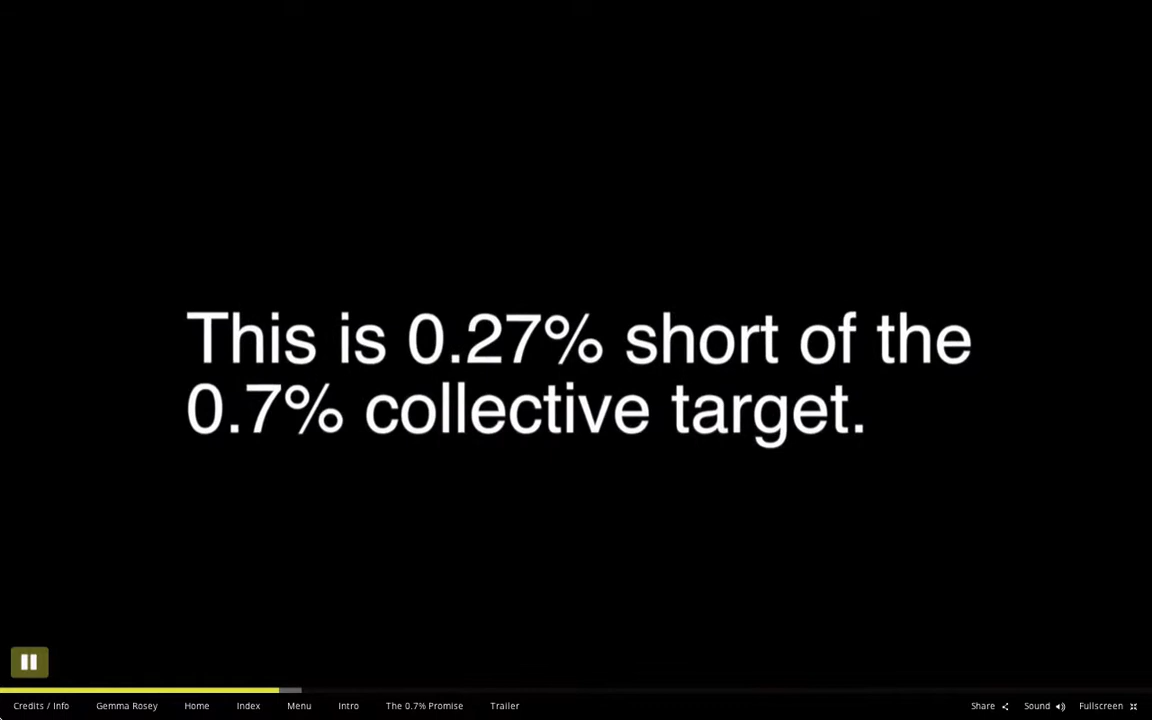 This is 0.27% short of the
0.7% collective target.
Credits / Info Gemma Rosey Home Index Menu Intro The 0.7% Promise Trailer Share Sound Fullscreen